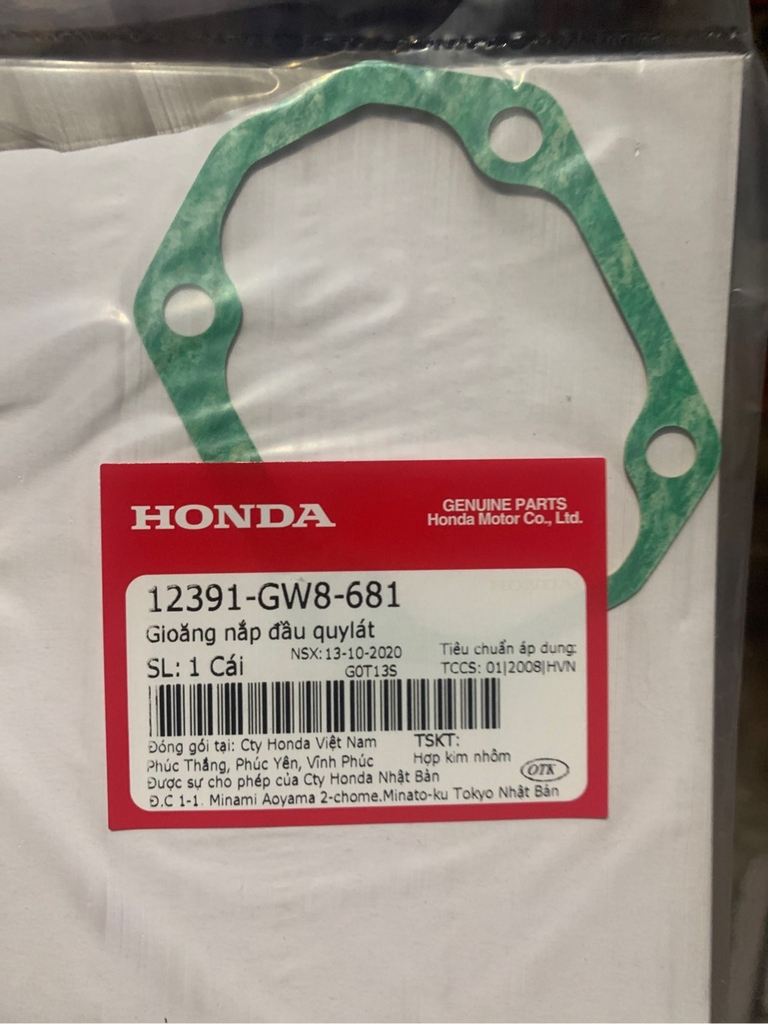 HONDA
GENUINE PARTS
Honda Motor Co., Ltd.
12391-GW8-681
Gioăng nắp đầu quylát
NSX: 13-10-2020
Tiêu chuẩn áp dụng:
SL: 1 Cái
G0T13S
TCCS: 01|2008|HVN
Đóng gói tại: Cty Honda Việt Nam
TSKT:
Phúc Thắng, Phúc Yên, Vĩnh Phúc
Hợp kim nhôm
OTK
Được sự cho phép của Cty Honda Nhật Bản
Đ.C 1-1. Minami Aoyama 2-chome.Minato-ku Tokyo Nhật Bản